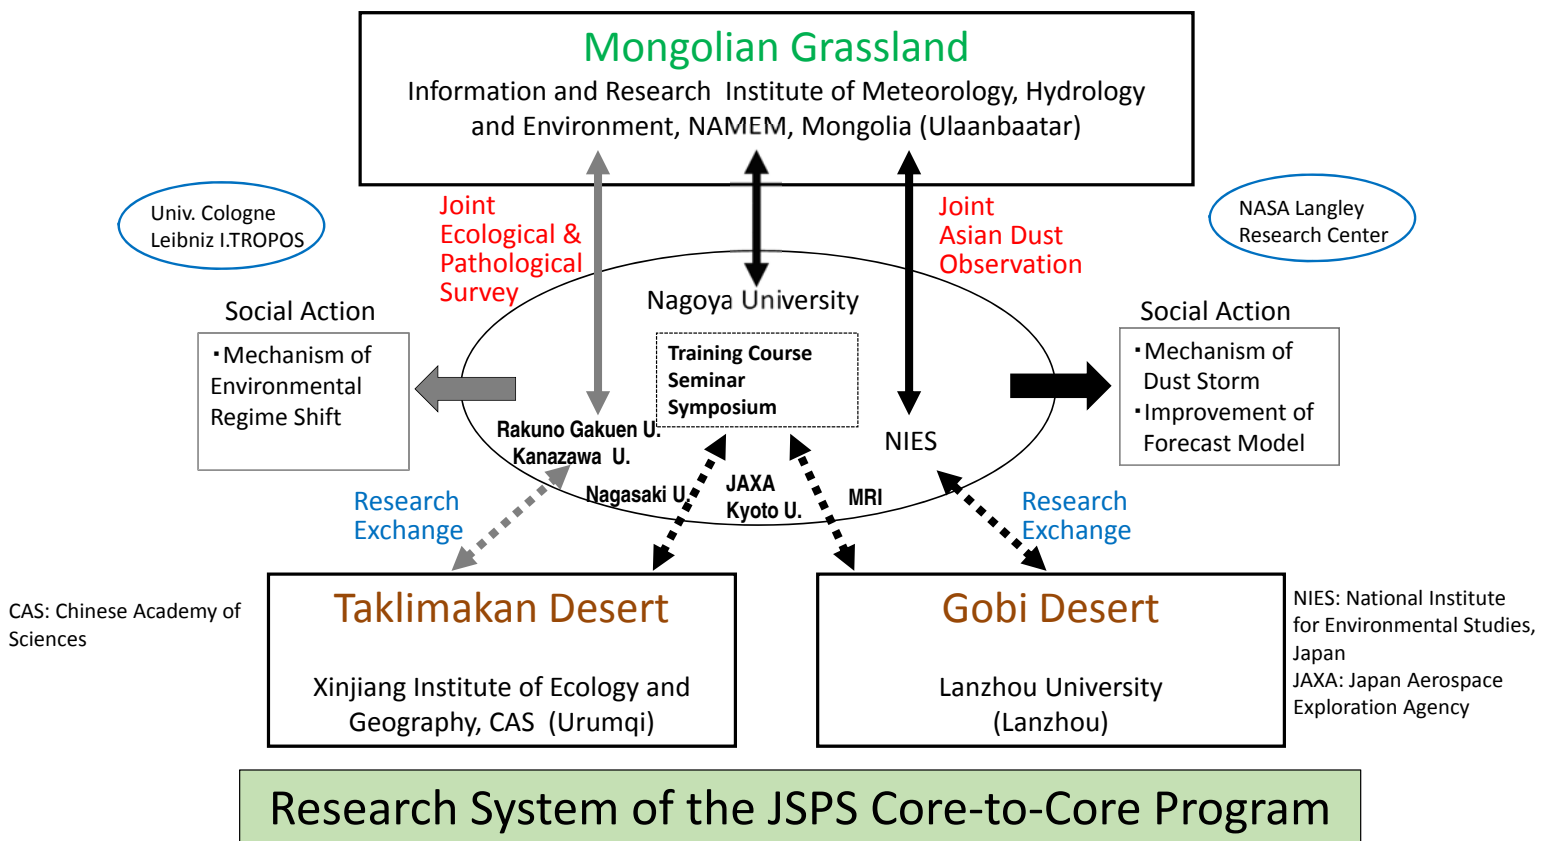 Mongolian Grassland
Information and Research Institute of Meteorology, Hydrology
and Environment, NAMEM, Mongolia (Ulaanbaatar)
Univ. Cologne
Leibniz I.TROPOS
Joint
Ecological &
Pathological
Survey
Joint
Asian Dust
Observation
NASA Langley
Research Center
Social Action
・Mechanism of
Environmental
Regime Shift
Nagoya University
Training Course
Seminar
Symposium
Social Action
・Mechanism of
Dust Storm
・Improvement of
Forecast Model
Rakuno Gakuen U.
Kanazawa U.
Nagasaki U.
JAXA
Kyoto U.
MRI
NIES
Research
Exchange
Research
Exchange
CAS: Chinese Academy of
Sciences
Taklimakan Desert
Xinjiang Institute of Ecology and
Geography, CAS (Urumqi)
Gobi Desert
Lanzhou University
(Lanzhou)
NIES: National Institute
for Environmental Studies,
Japan
JAXA: Japan Aerospace
Exploration Agency
Research System of the JSPS Core-to-Core Program